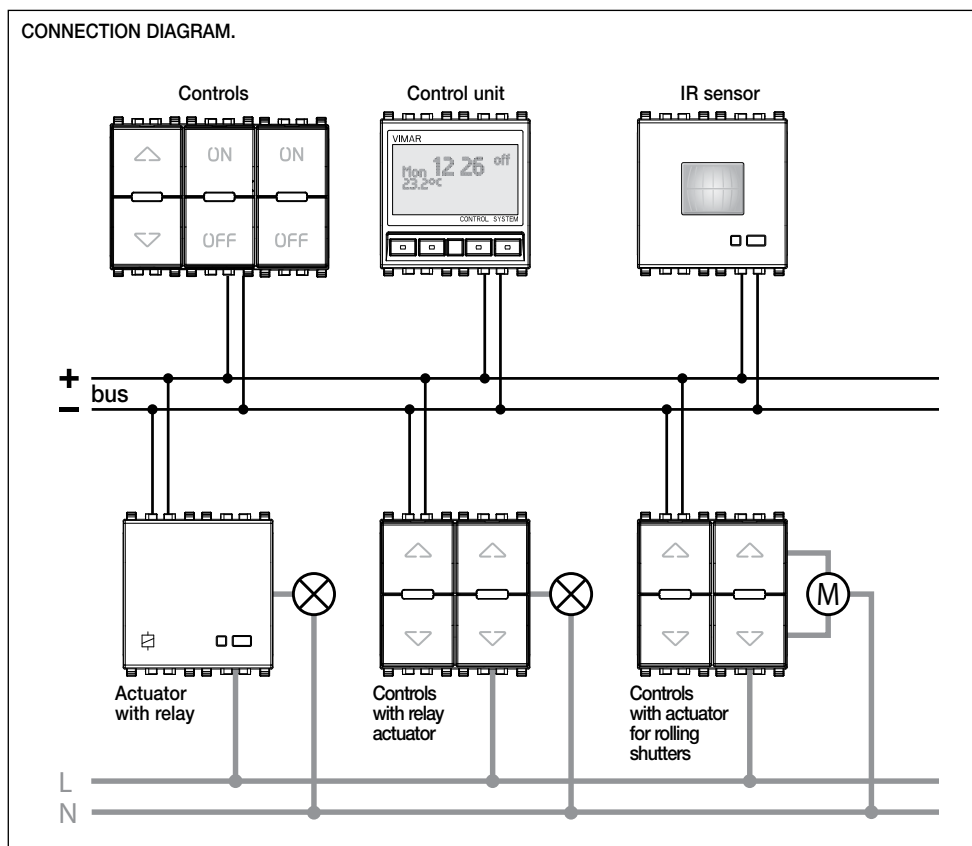 CONNECTION DIAGRAM.
Controls
Control unit
IR sensor
ON
ON
OFF
OFF
VIMAR
Mon 12 26 off
23.2°C
CONTROL SYSTEM
+
bus
–
M
Actuator
with relay
Controls
with relay
actuator
Controls
with actuator
for rolling
shutters
L
N